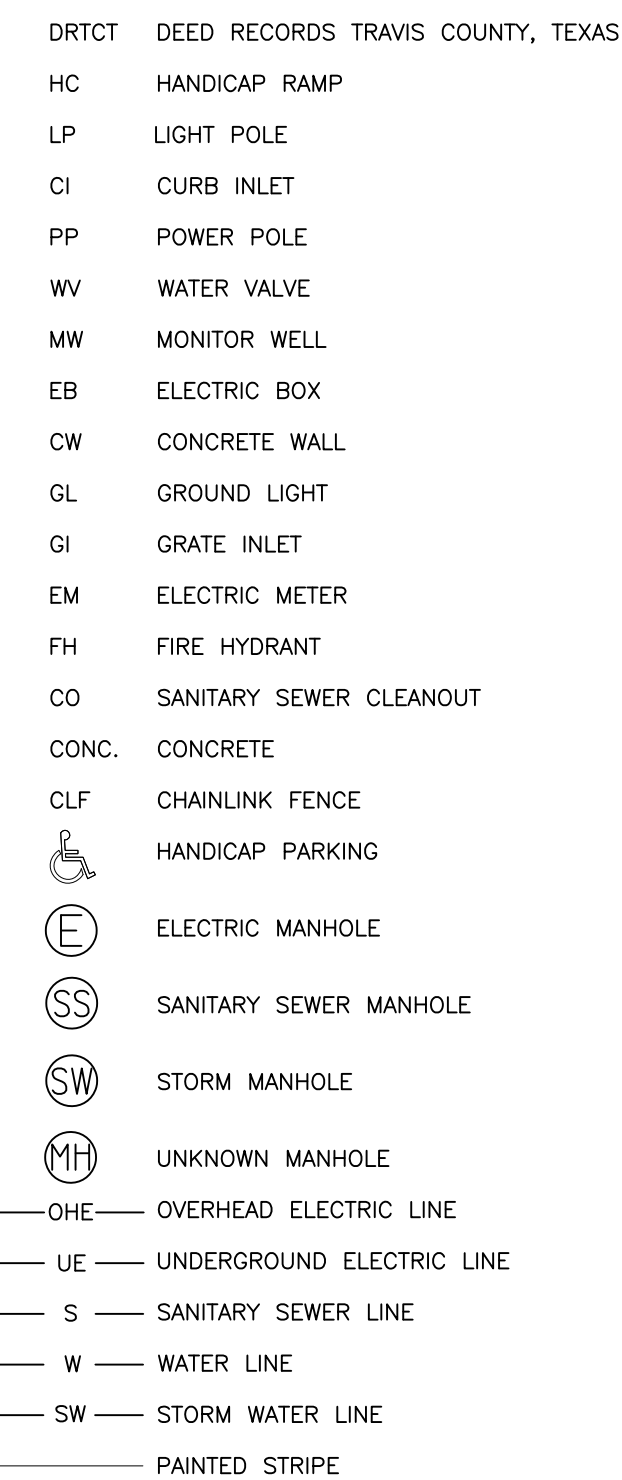 DRTCT DEED RECORDS TRAVIS COUNTY, TEXAS
HC HANDICAP RAMP
LP LIGHT POLE
CI CURB INLET
PP POWER POLE
WV WATER VALVE
MW MONITOR WELL
EB ELECTRIC BOX
CW CONCRETE WALL
GL GROUND LIGHT
GI GRATE INLET
EM ELECTRIC METER
FH FIRE HYDRANT
CO SANITARY SEWER CLEANOUT
CONC. CONCRETE
CLF CHAINLINK FENCE
HANDICAP PARKING
E ELECTRIC MANHOLE
SS SANITARY SEWER MANHOLE
SW STORM MANHOLE
MH UNKNOWN MANHOLE
OHE OVERHEAD ELECTRIC LINE
UE UNDERGROUND ELECTRIC LINE
S SANITARY SEWER LINE
W WATER LINE
SW STORM WATER LINE
PAINTED STRIPE